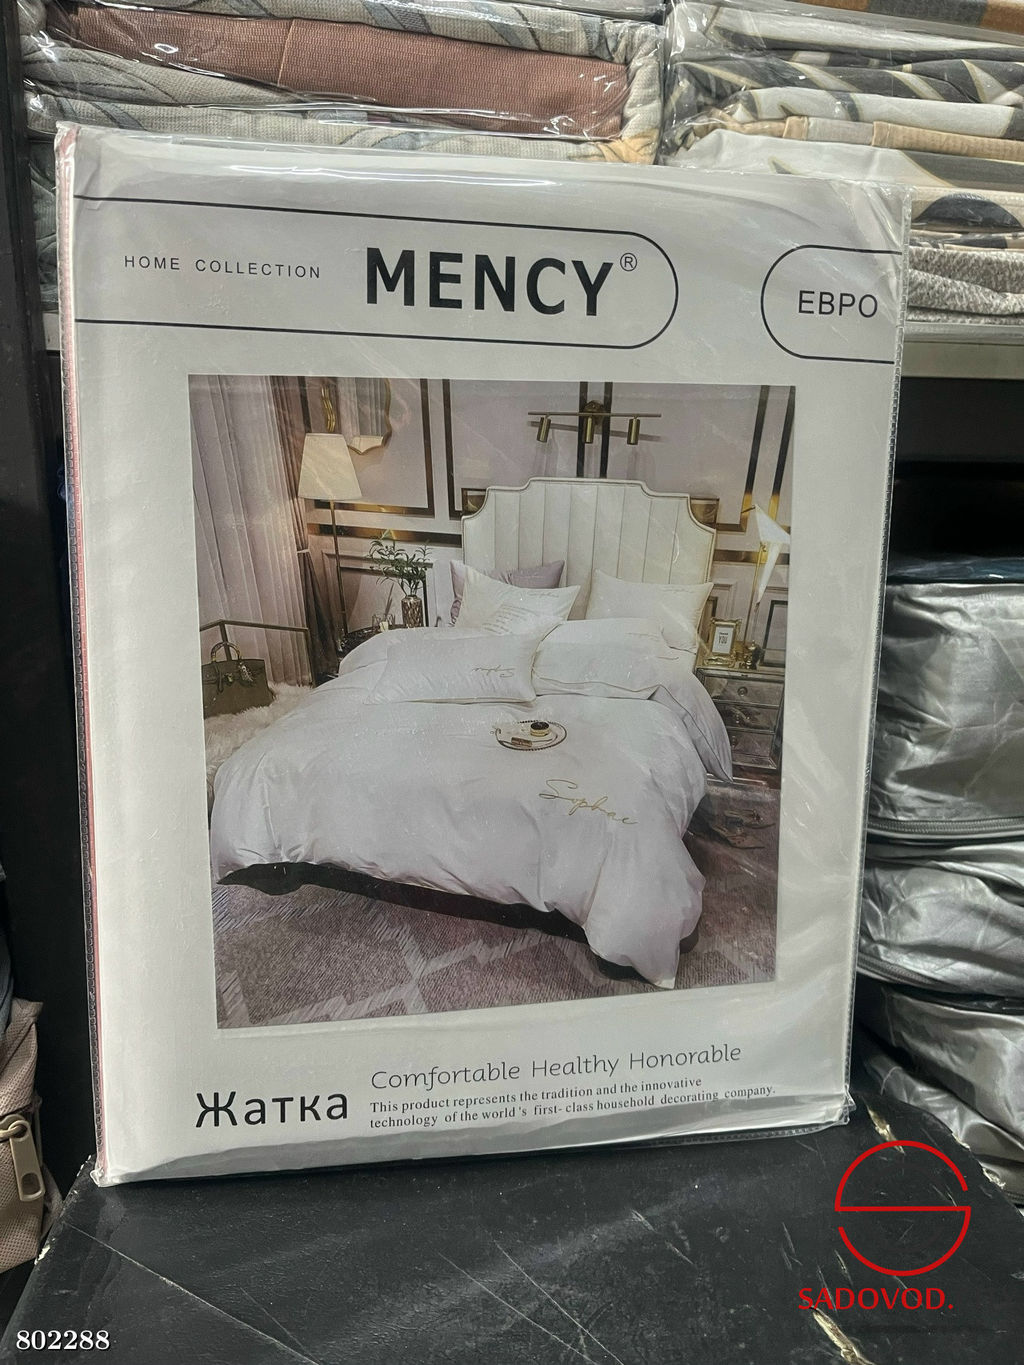 HOME COLLECTION
MENCY®
ЕВРО
Sophae
Жатка
Comfortable Healthy Honorable
This product represents the tradition and the innovative
technology of the world's first-class household decorating company.
SADOVOD.
802288